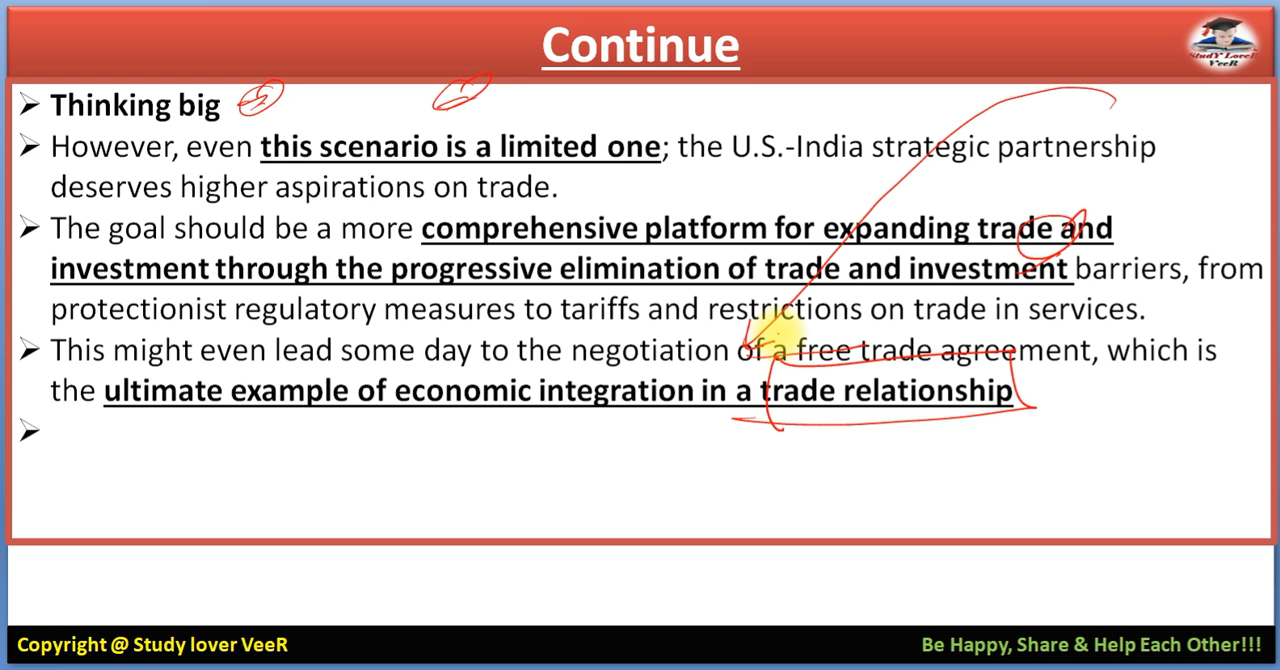 Continue
StudY LoveR
VeeR
➢ Thinking big
➢ However, even this scenario is a limited one; the U.S.-India strategic partnership
deserves higher aspirations on trade.
➢ The goal should be a more comprehensive platform for expanding trade and
investment through the progressive elimination of trade and investment barriers, from
protectionist regulatory measures to tariffs and restrictions on trade in services.
➢ This might even lead some day to the negotiation of a free trade agreement, which is
the ultimate example of economic integration in a trade relationship
➢
Copyright @ Study lover VeeR
Be Happy, Share & Help Each Other!!!